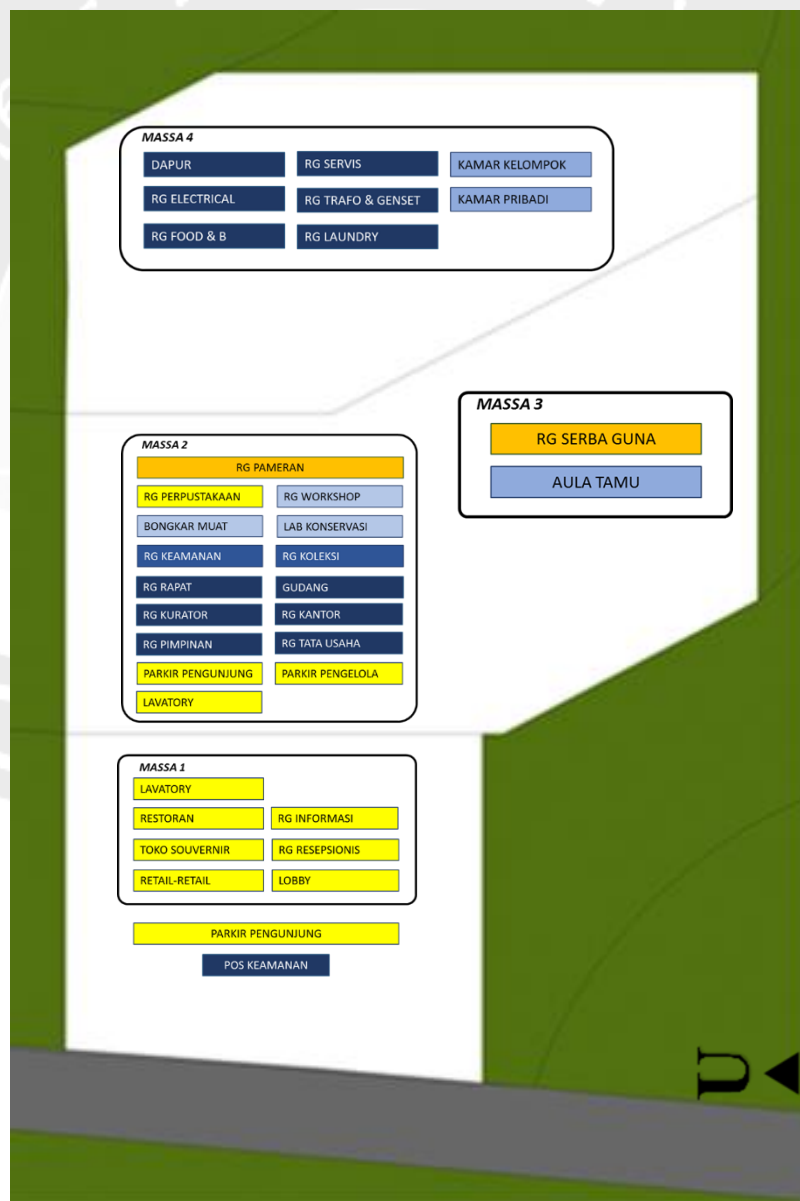 MASSA 4
DAPUR
RG SERVIS
KAMAR KELOMPOK
RG ELECTRICAL
RG TRAFO & GENSET
KAMAR PRIBADI
RG FOOD & B
RG LAUNDRY
MASSA 3
RG SERBA GUNA
AULA TAMU
MASSA 2
RG PAMERAN
RG PERPUSTAKAAN
RG WORKSHOP
BONGKAR MUAT
LAB KONSERVASI
RG KEAMANAN
RG KOLEKSI
RG RAPAT
GUDANG
RG KURATOR
RG KANTOR
RG PIMPINAN
RG TATA USAHA
PARKIR PENGUNJUNG
PARKIR PENGELOLA
LAVATORY
MASSA 1
LAVATORY
RESTORAN
RG INFORMASI
TOKO SOUVERNIR
RG RESEPSIONIS
RETAIL-RETAIL
LOBBY
PARKIR PENGUNJUNG
POS KEAMANAN
U